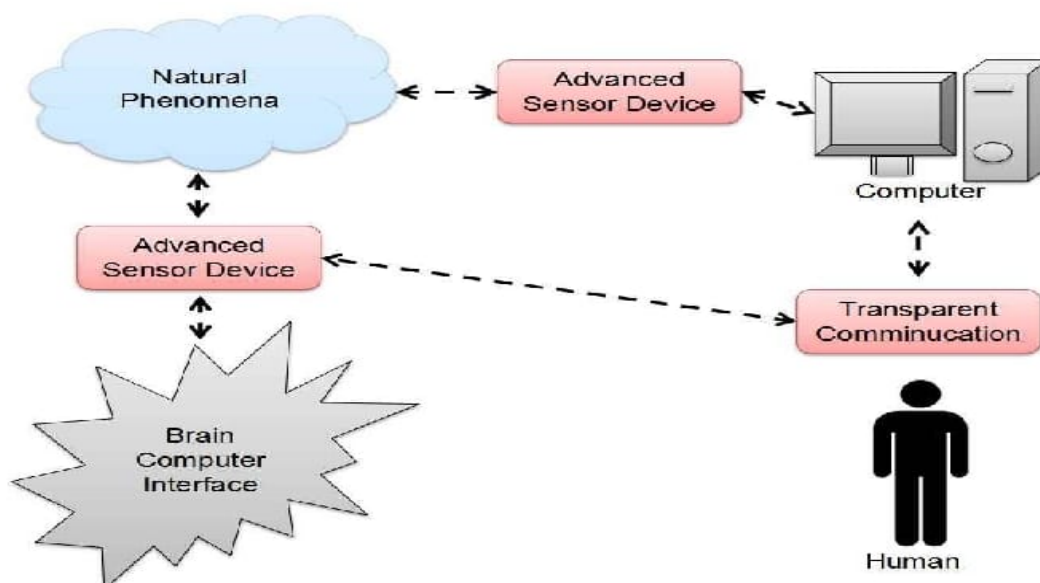 Natural
Phenomena
Advanced
Sensor Device
Computer
Advanced
Sensor Device
Transparent
Comminucation
Brain
Computer
Interface
Human